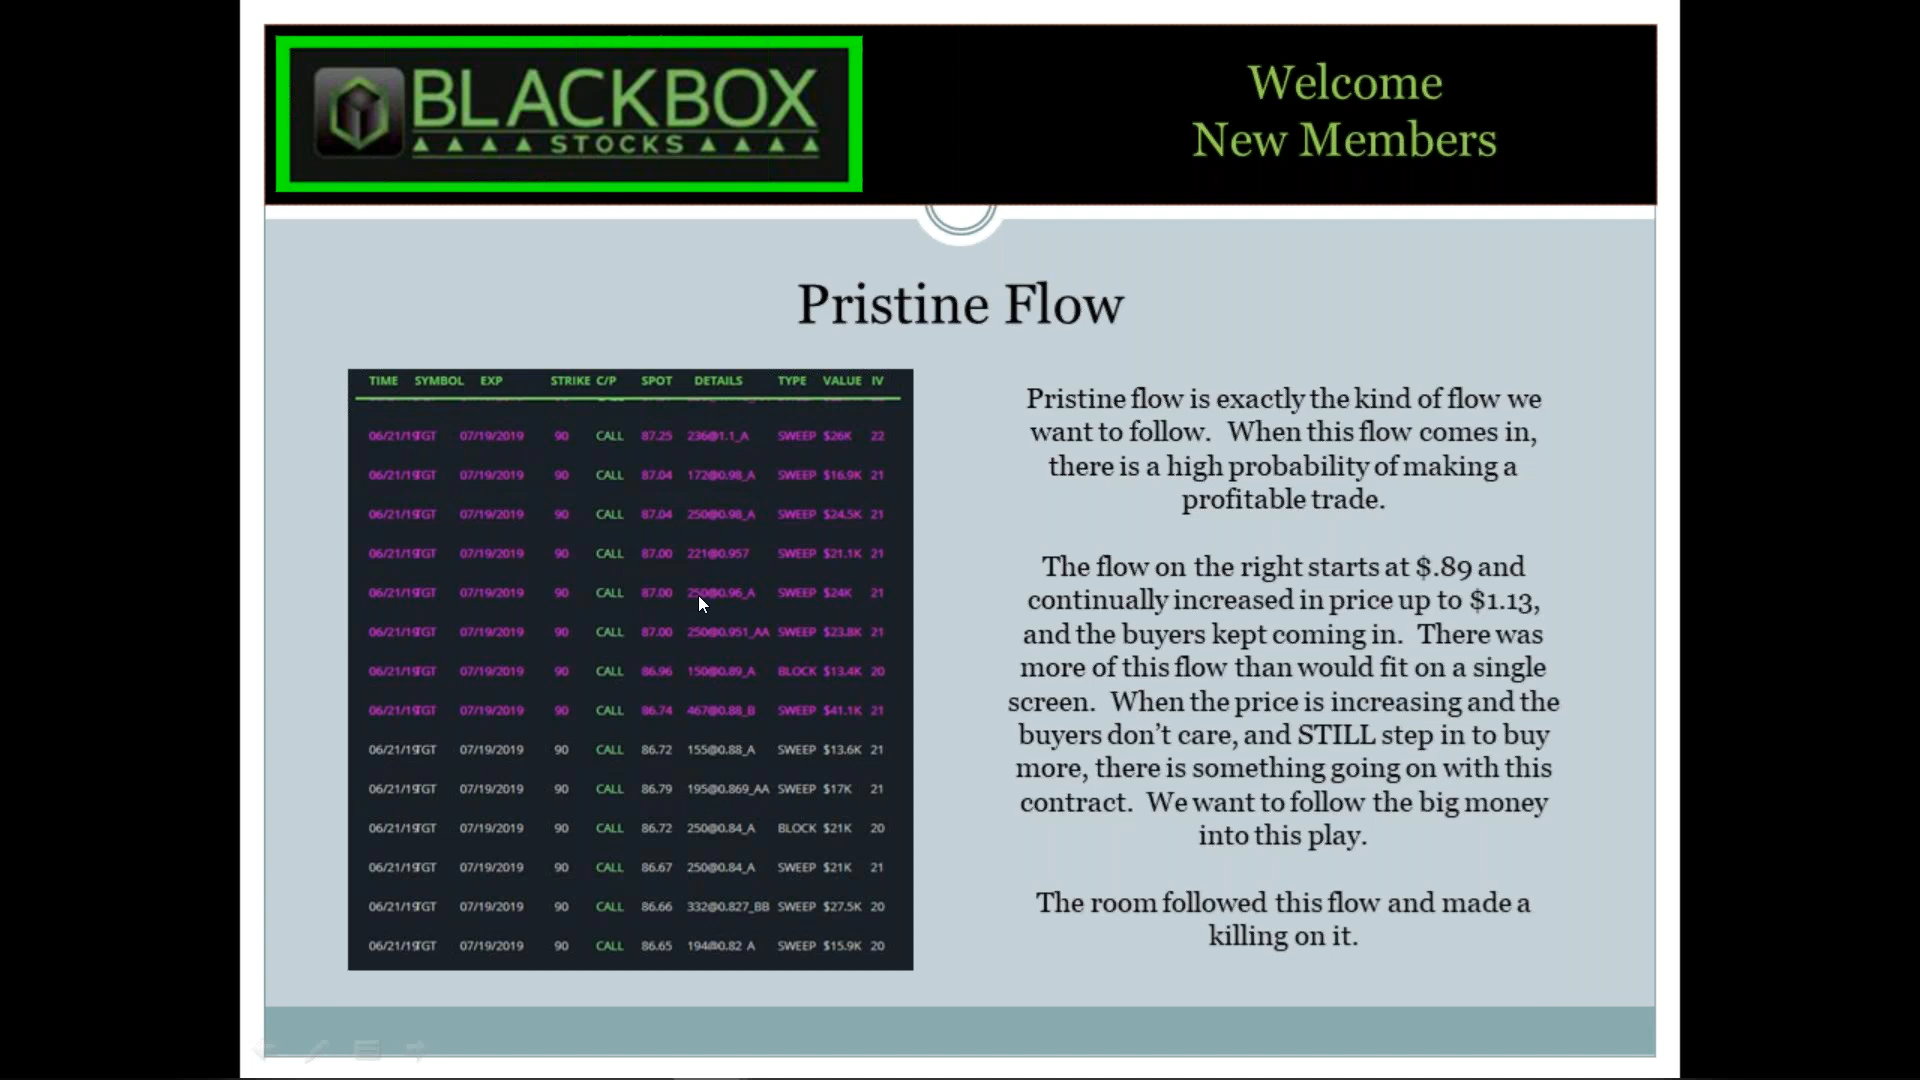 BLACKBOX
STOCKS
Welcome
New Members
Pristine Flow
TIME SYMBOL EXP STRIKE C/P SPOT DETAILS TYPE VALUE IV
06/21/19 TGT 07/19/2019 90 CALL 87.25 236@1.1_A SWEEP $26K 22
06/21/19 TGT 07/19/2019 90 CALL 87.04 172@0.98_A SWEEP $16.9K 21
06/21/19 TGT 07/19/2019 90 CALL 87.04 250@0.98_A SWEEP $24.5K 21
06/21/19 TGT 07/19/2019 90 CALL 87.00 221@0.957 SWEEP $21.1K 21
06/21/19 TGT 07/19/2019 90 CALL 87.00 250@0.96_A SWEEP $24K 21
06/21/19 TGT 07/19/2019 90 CALL 87.00 250@0.951_AA SWEEP $23.8K 21
06/21/19 TGT 07/19/2019 90 CALL 86.96 150@0.89_A BLOCK $13.4K 20
06/21/19 TGT 07/19/2019 90 CALL 86.74 467@0.88_B SWEEP $41.1K 21
06/21/19 TGT 07/19/2019 90 CALL 86.72 155@0.88_A SWEEP $13.6K 21
06/21/19 TGT 07/19/2019 90 CALL 86.79 195@0.869_AA SWEEP $17K 21
06/21/19 TGT 07/19/2019 90 CALL 86.72 250@0.84_A BLOCK $21K 20
06/21/19 TGT 07/19/2019 90 CALL 86.67 250@0.84_A SWEEP $21K 21
06/21/19 TGT 07/19/2019 90 CALL 86.66 332@0.827_BB SWEEP $27.5K 20
06/21/19 TGT 07/19/2019 90 CALL 86.65 194@0.82 A SWEEP $15.9K 20
Pristine flow is exactly the kind of flow we
want to follow. When this flow comes in,
there is a high probability of making a
profitable trade.
The flow on the right starts at $.89 and
continually increased in price up to $1.13,
and the buyers kept coming in. There was
more of this flow than would fit on a single
screen. When the price is increasing and the
buyers don't care, and STILL step in to buy
more, there is something going on with this
contract. We want to follow the big money
into this play.
The room followed this flow and made a
killing on it.